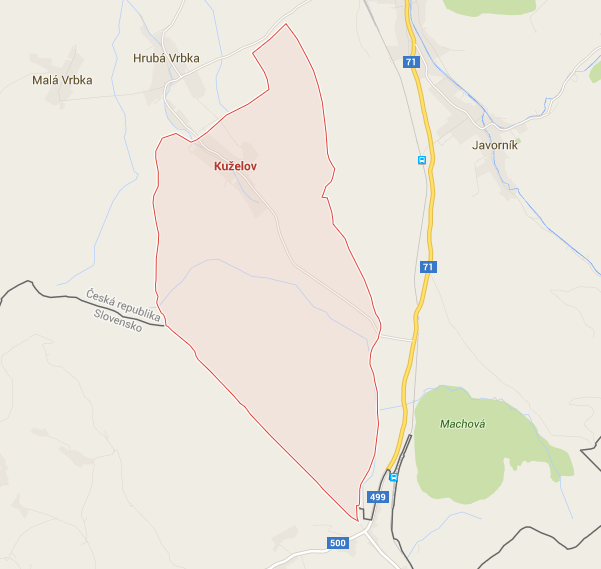 Hrubá Vrbka
71
Malá Vrbka
Javorník
Kuželov
71
Česká republika
Slovensko
Machová
499
500